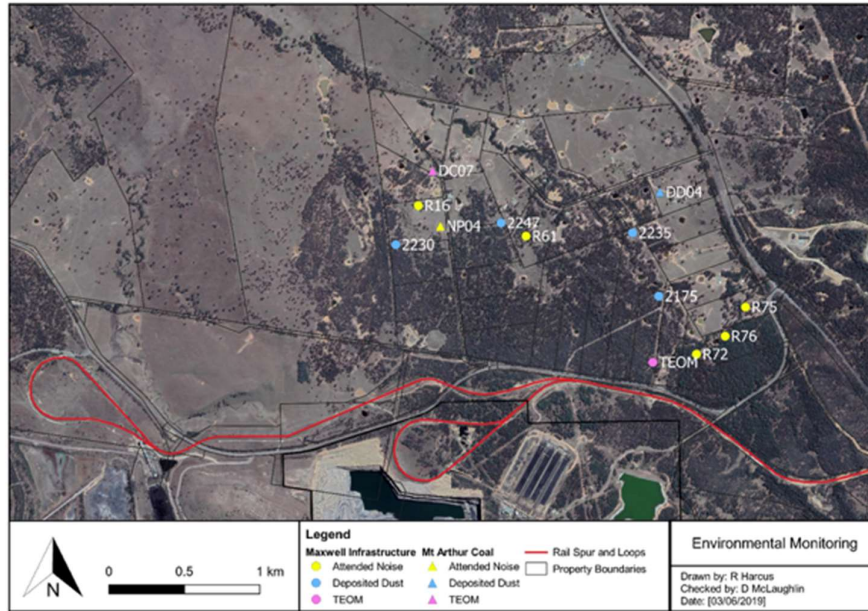 DC07
DD04
R16
2247
NP04
R61
2235
2230
2175
R75
R76
R72
TEOM
Legend
Maxwell Infrastructure Mt Arthur Coal
Attended Noise Attended Noise Rail Spur and Loops
Deposited Dust Deposited Dust Property Boundaries
TEOM TEOM
N
0 0.5 1 km
Environmental Monitoring
Drawn by: R Harcus
Checked by: D McLaughlin
Date: [03/06/2019]